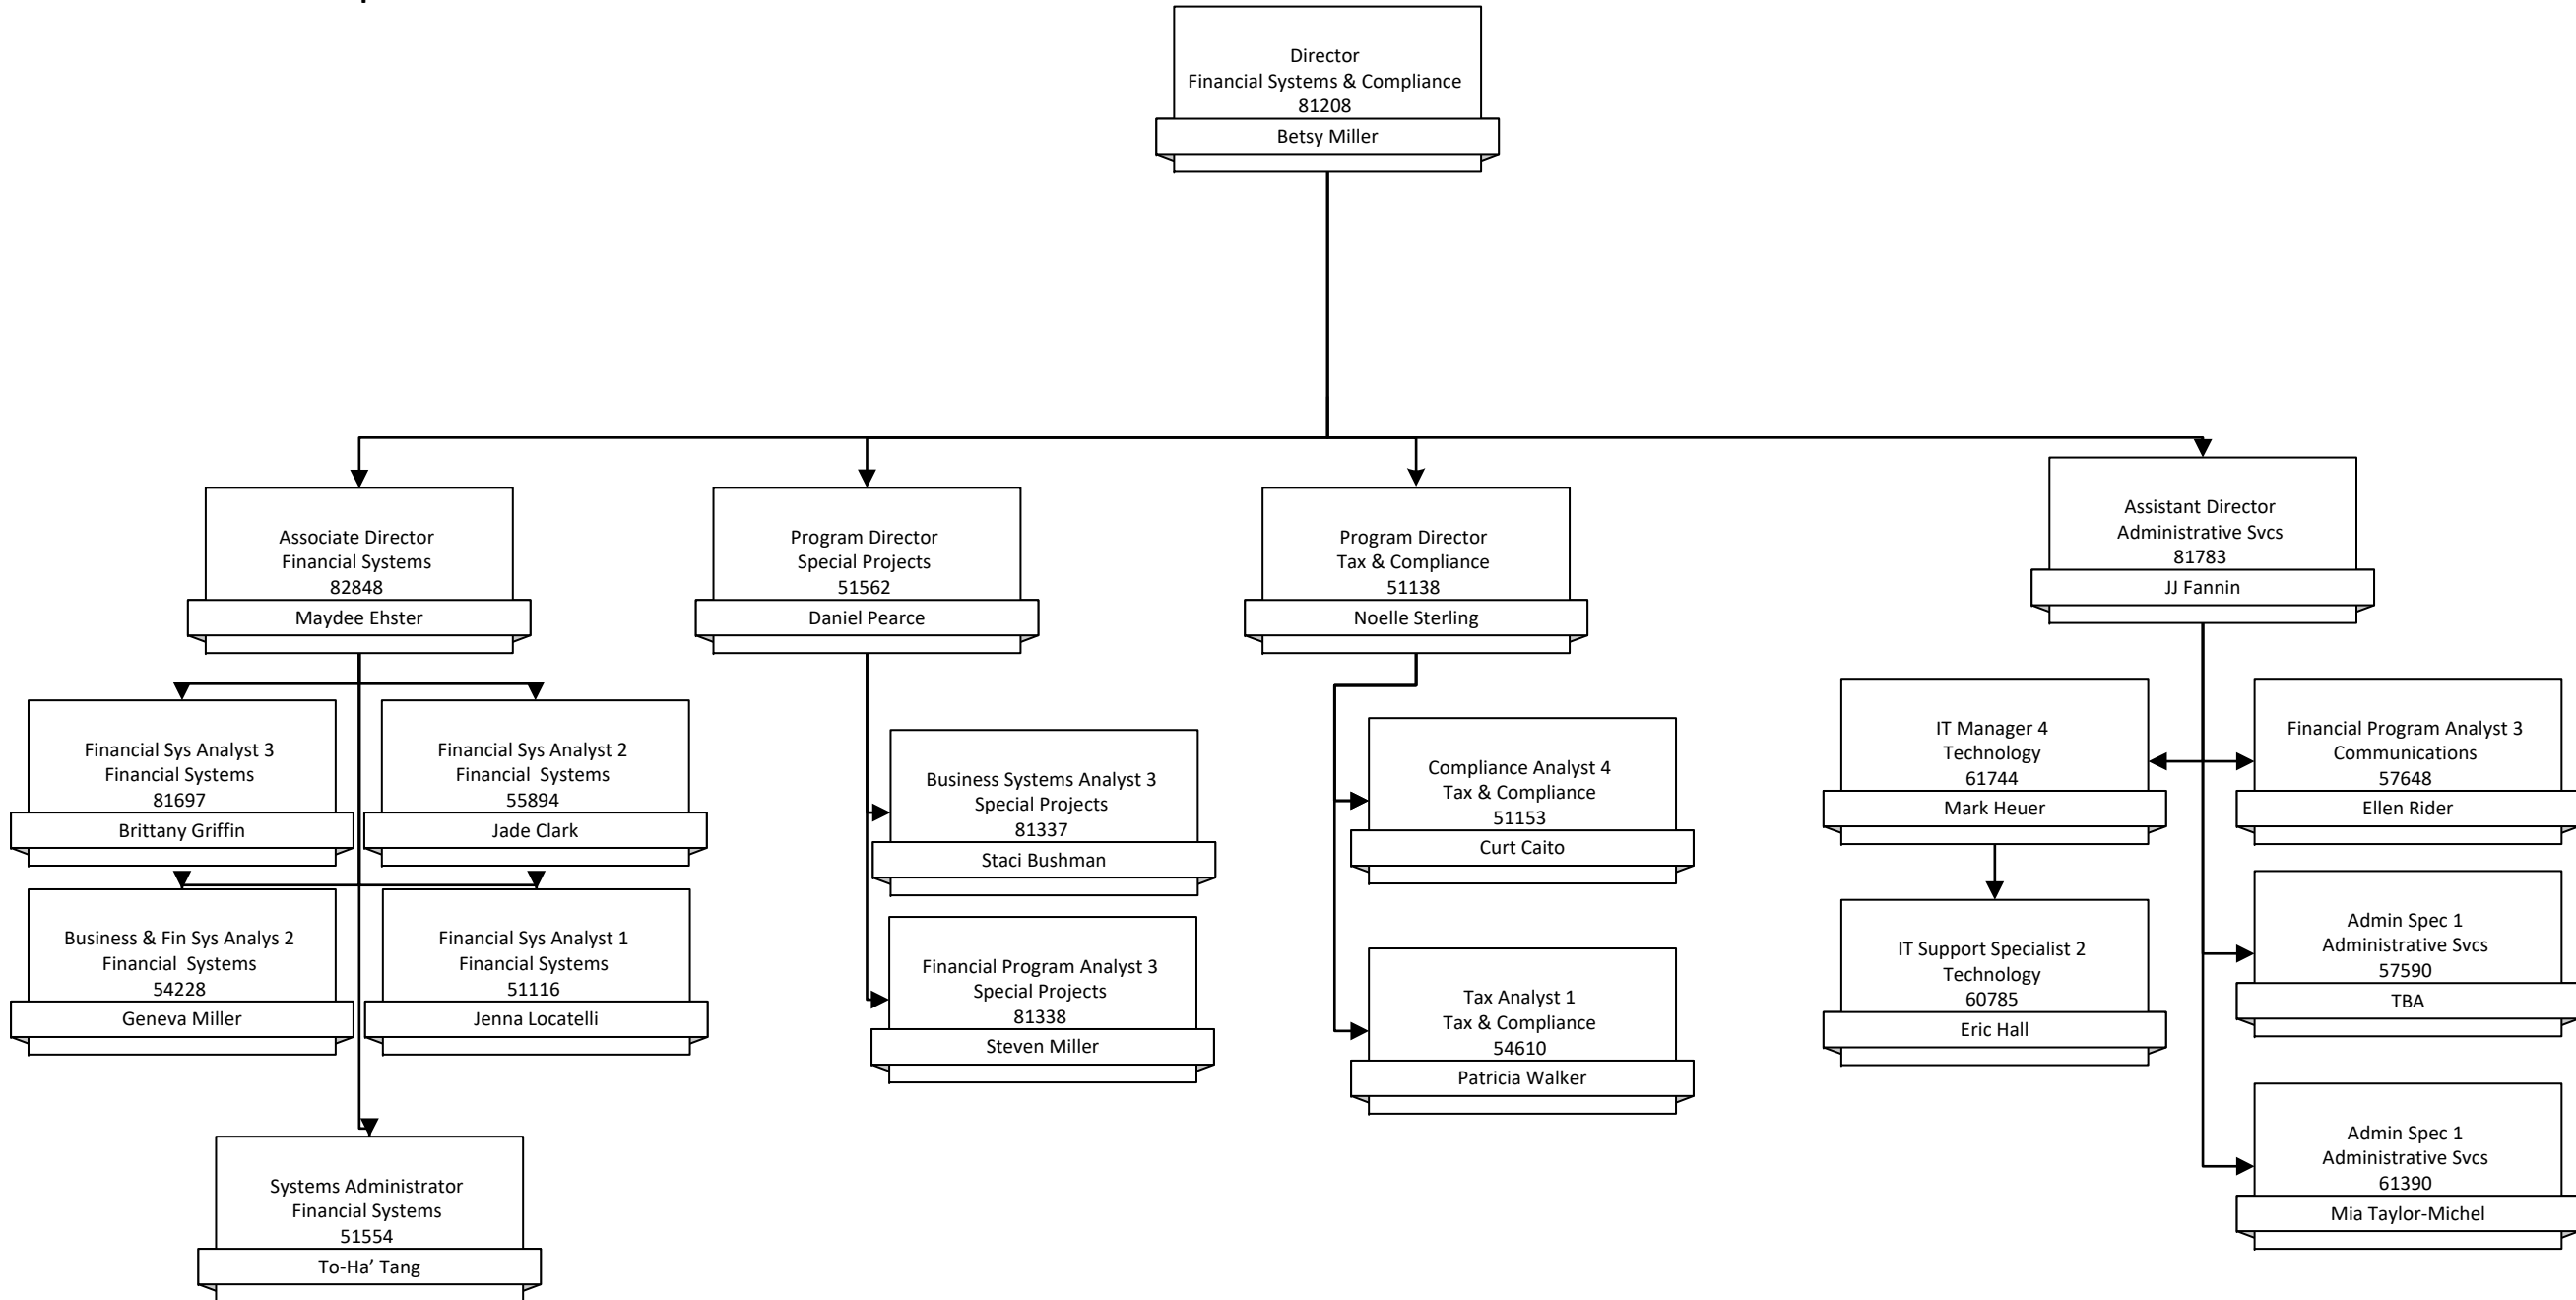 Director
Financial Systems & Compliance
81208
Betsy Miller
Associate Director
Financial Systems
82848
Maydee Ehster
Program Director
Special Projects
51562
Daniel Pearce
Program Director
Tax & Compliance
51138
Noelle Sterling
Assistant Director
Administrative Svcs
81783
JJ Fannin
Financial Sys Analyst 3
Financial Systems
81697
Brittany Griffin
Financial Sys Analyst 2
Financial  Systems
55894
Jade Clark
Business & Fin Sys Analys 2
Financial  Systems
54228
Geneva Miller
Financial Sys Analyst 1
Financial Systems
51116
Jenna Locatelli
Systems Administrator
Financial Systems
51554
To-Ha’ Tang
Business Systems Analyst 3
Special Projects
81337
Staci Bushman
Financial Program Analyst 3
Special Projects
81338
Steven Miller
Compliance Analyst 4
Tax & Compliance
51153
Curt Caito
Tax Analyst 1
Tax & Compliance
54610
Patricia Walker
IT Manager 4
Technology
61744
Mark Heuer
IT Support Specialist 2
Technology
60785
Eric Hall
Financial Program Analyst 3
Communications
57648
Ellen Rider
Admin Spec 1
Administrative Svcs
57590
TBA
Admin Spec 1
Administrative Svcs
61390
Mia Taylor-Michel